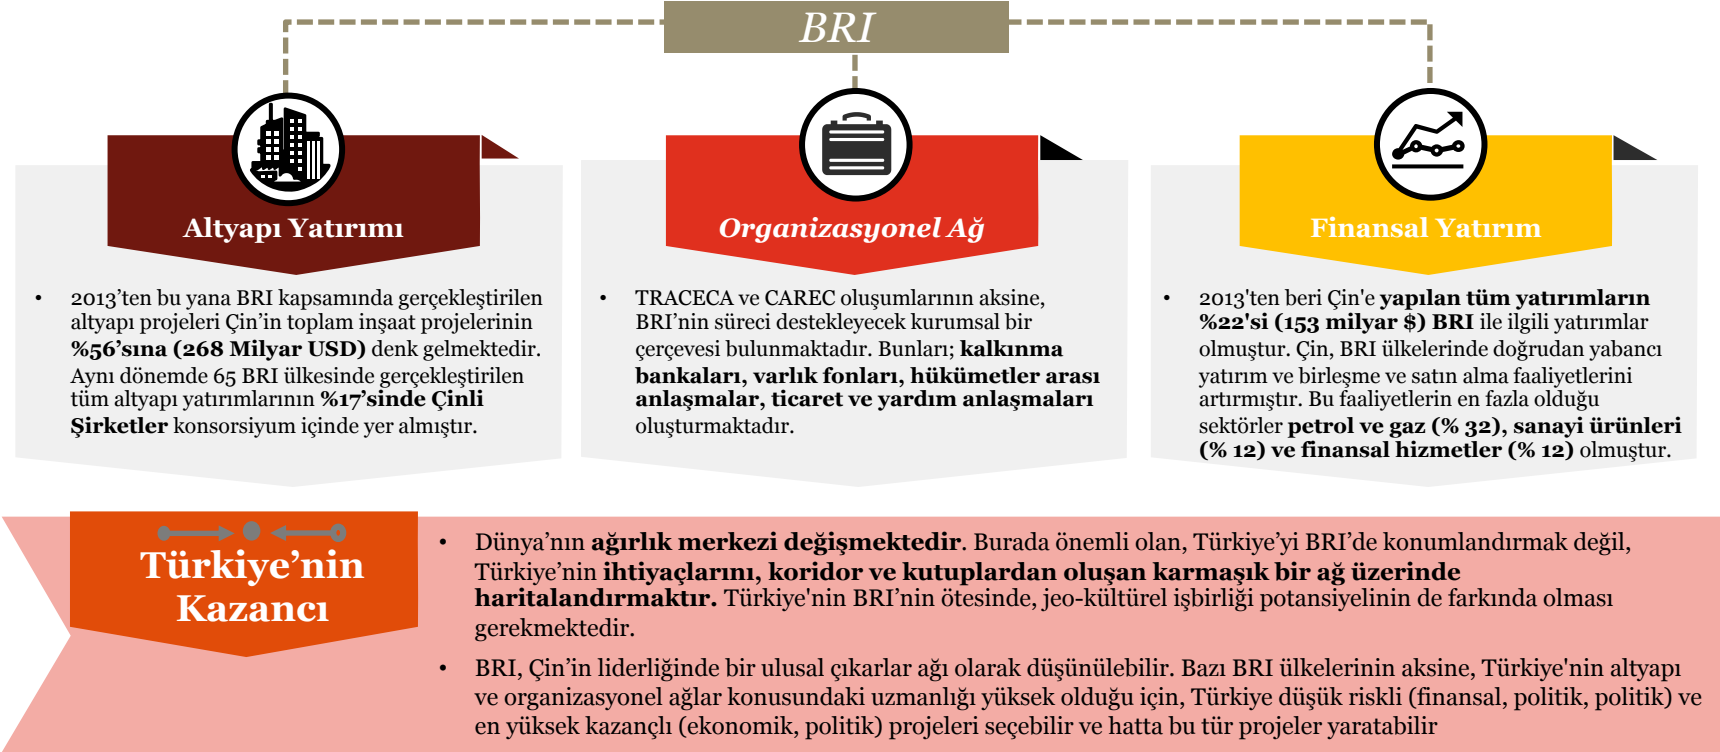 BRI
Altyapı Yatırımı
• 2013’ten bu yana BRI kapsamında gerçekleştirilen
altyapı projeleri Çin’in toplam inşaat projelerinin
%56’sına (268 Milyar USD) denk gelmektedir.
Aynı dönemde 65 BRI ülkesinde gerçekleştirilen
tüm altyapı yatırımlarının %17’sinde Çinli
Şirketler konsorsiyum içinde yer almıştır.
Organizasyonel Ağ
• TRACECA ve CAREC oluşumlarının aksine,
BRI’nin süreci destekleyecek kurumsal bir
çerçevesi bulunmaktadır. Bunları; kalkınma
bankaları, varlık fonları, hükümetler arası
anlaşmalar, ticaret ve yardım anlaşmaları
oluşturmaktadır.
Finansal Yatırım
• 2013'ten beri Çin'e yapılan tüm yatırımların
%22'si (153 milyar $) BRI ile ilgili yatırımlar
olmuştur. Çin, BRI ülkelerinde doğrudan yabancı
yatırım ve birleşme ve satın alma faaliyetlerini
artırmıştır. Bu faaliyetlerin en fazla olduğu
sektörler petrol ve gaz (% 32), sanayi ürünleri
(% 12) ve finansal hizmetler (% 12) olmuştur.
Türkiye’nin
Kazancı
• Dünya’nın ağırlık merkezi değişmektedir. Burada önemli olan, Türkiye’yi BRI’de konumlandırmak değil,
Türkiye’nin ihtiyaçlarını, koridor ve kutuplardan oluşan karmaşık bir ağ üzerinde
haritalandırmaktır. Türkiye'nin BRI’nin ötesinde, jeo-kültürel işbirliği potansiyelinin de farkında olması
gerekmektedir.
• BRI, Çin’in liderliğinde bir ulusal çıkarlar ağı olarak düşünülebilir. Bazı BRI ülkelerinin aksine, Türkiye'nin altyapı
ve organizasyonel ağlar konusundaki uzmanlığı yüksek olduğu için, Türkiye düşük riskli (finansal, politik, politik) ve
en yüksek kazançlı (ekonomik, politik) projeleri seçebilir ve hatta bu tür projeler yaratabilir